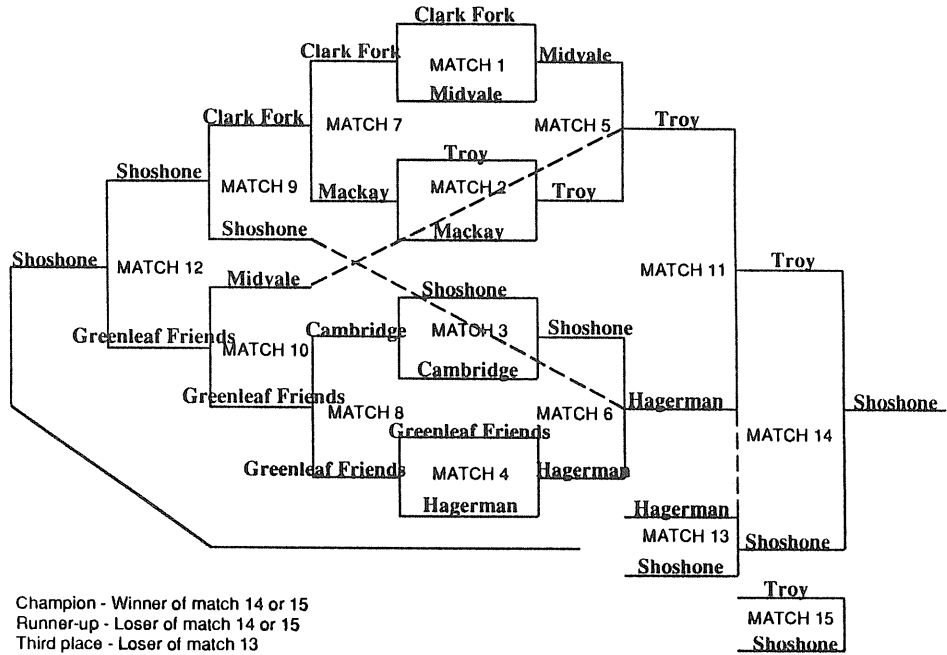 Clark Fork
Clark Fork
MATCH 1
Midvale
Midvale
Clark Fork
MATCH 7
MATCH 5
Troy
Troy
Shoshone
MATCH 9
Mackay
MATCH 2
Troy
Shoshone
Mackay
Shoshone
MATCH 12
MATCH 11
Troy
Midvale
Shoshone
Greenleaf Friends
MATCH 10
Cambridge
MATCH 3
Shoshone
Cambridge
Greenleaf Friends
MATCH 8
MATCH 6
Hagerman
Shoshone
Greenleaf Friends
MATCH 14
Greenleaf Friends
MATCH 4
Hagerman
Hagerman
Hagerman
MATCH 13
Shoshone
Shoshone
Troy
Champion - Winner of match 14 or 15
MATCH 15
Runner-up - Loser of match 14 or 15
Third place - Loser of match 13
Shoshone